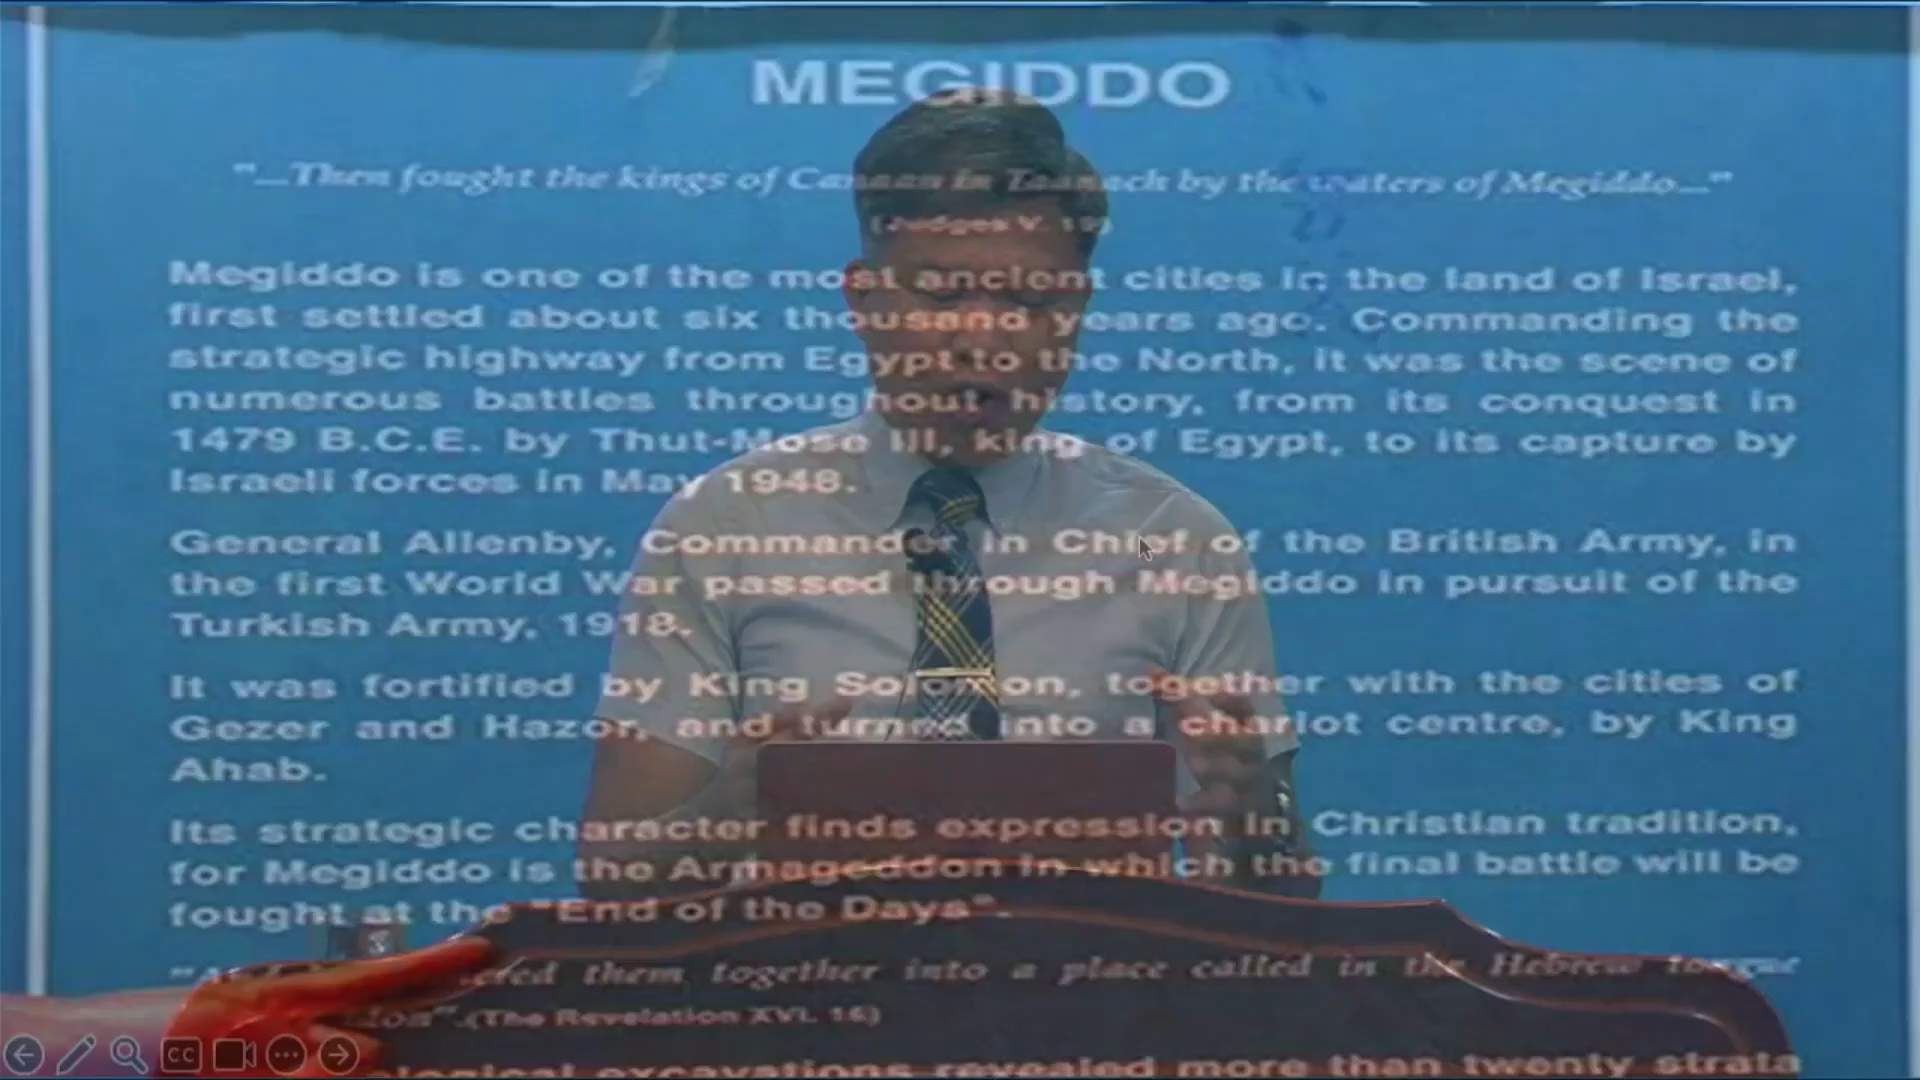 MEGIDDO
"...Then fought the kings of Canaan in Taanach by the waters of Megiddo..."
(Judges V. 19)
Megiddo is one of the most ancient cities in the land of Israel,
first settled about six thousand years ago. Commanding the
strategic highway from Egypt to the North, it was the scene of
numerous battles throughout history, from its conquest in
1479 B.C.E. by Thut-Mose III, king of Egypt, to its capture by
Israeli forces in May 1948.
General Allenby, Commander in Chief of the British Army, in
the first World War passed through Megiddo in pursuit of the
Turkish Army, 1918.
It was fortified by King Solomon, together with the cities of
Gezer and Hazor, and turned into a chariot centre, by King
Ahab.
Its strategic character finds expression in Christian tradition,
for Megiddo is the Armageddon in which the final battle will be
fought at the "End of the Days".
them together into a place called in the Hebrew tongue
(The Revelation XVI. 16)
excavations revealed more than twenty strata
CC